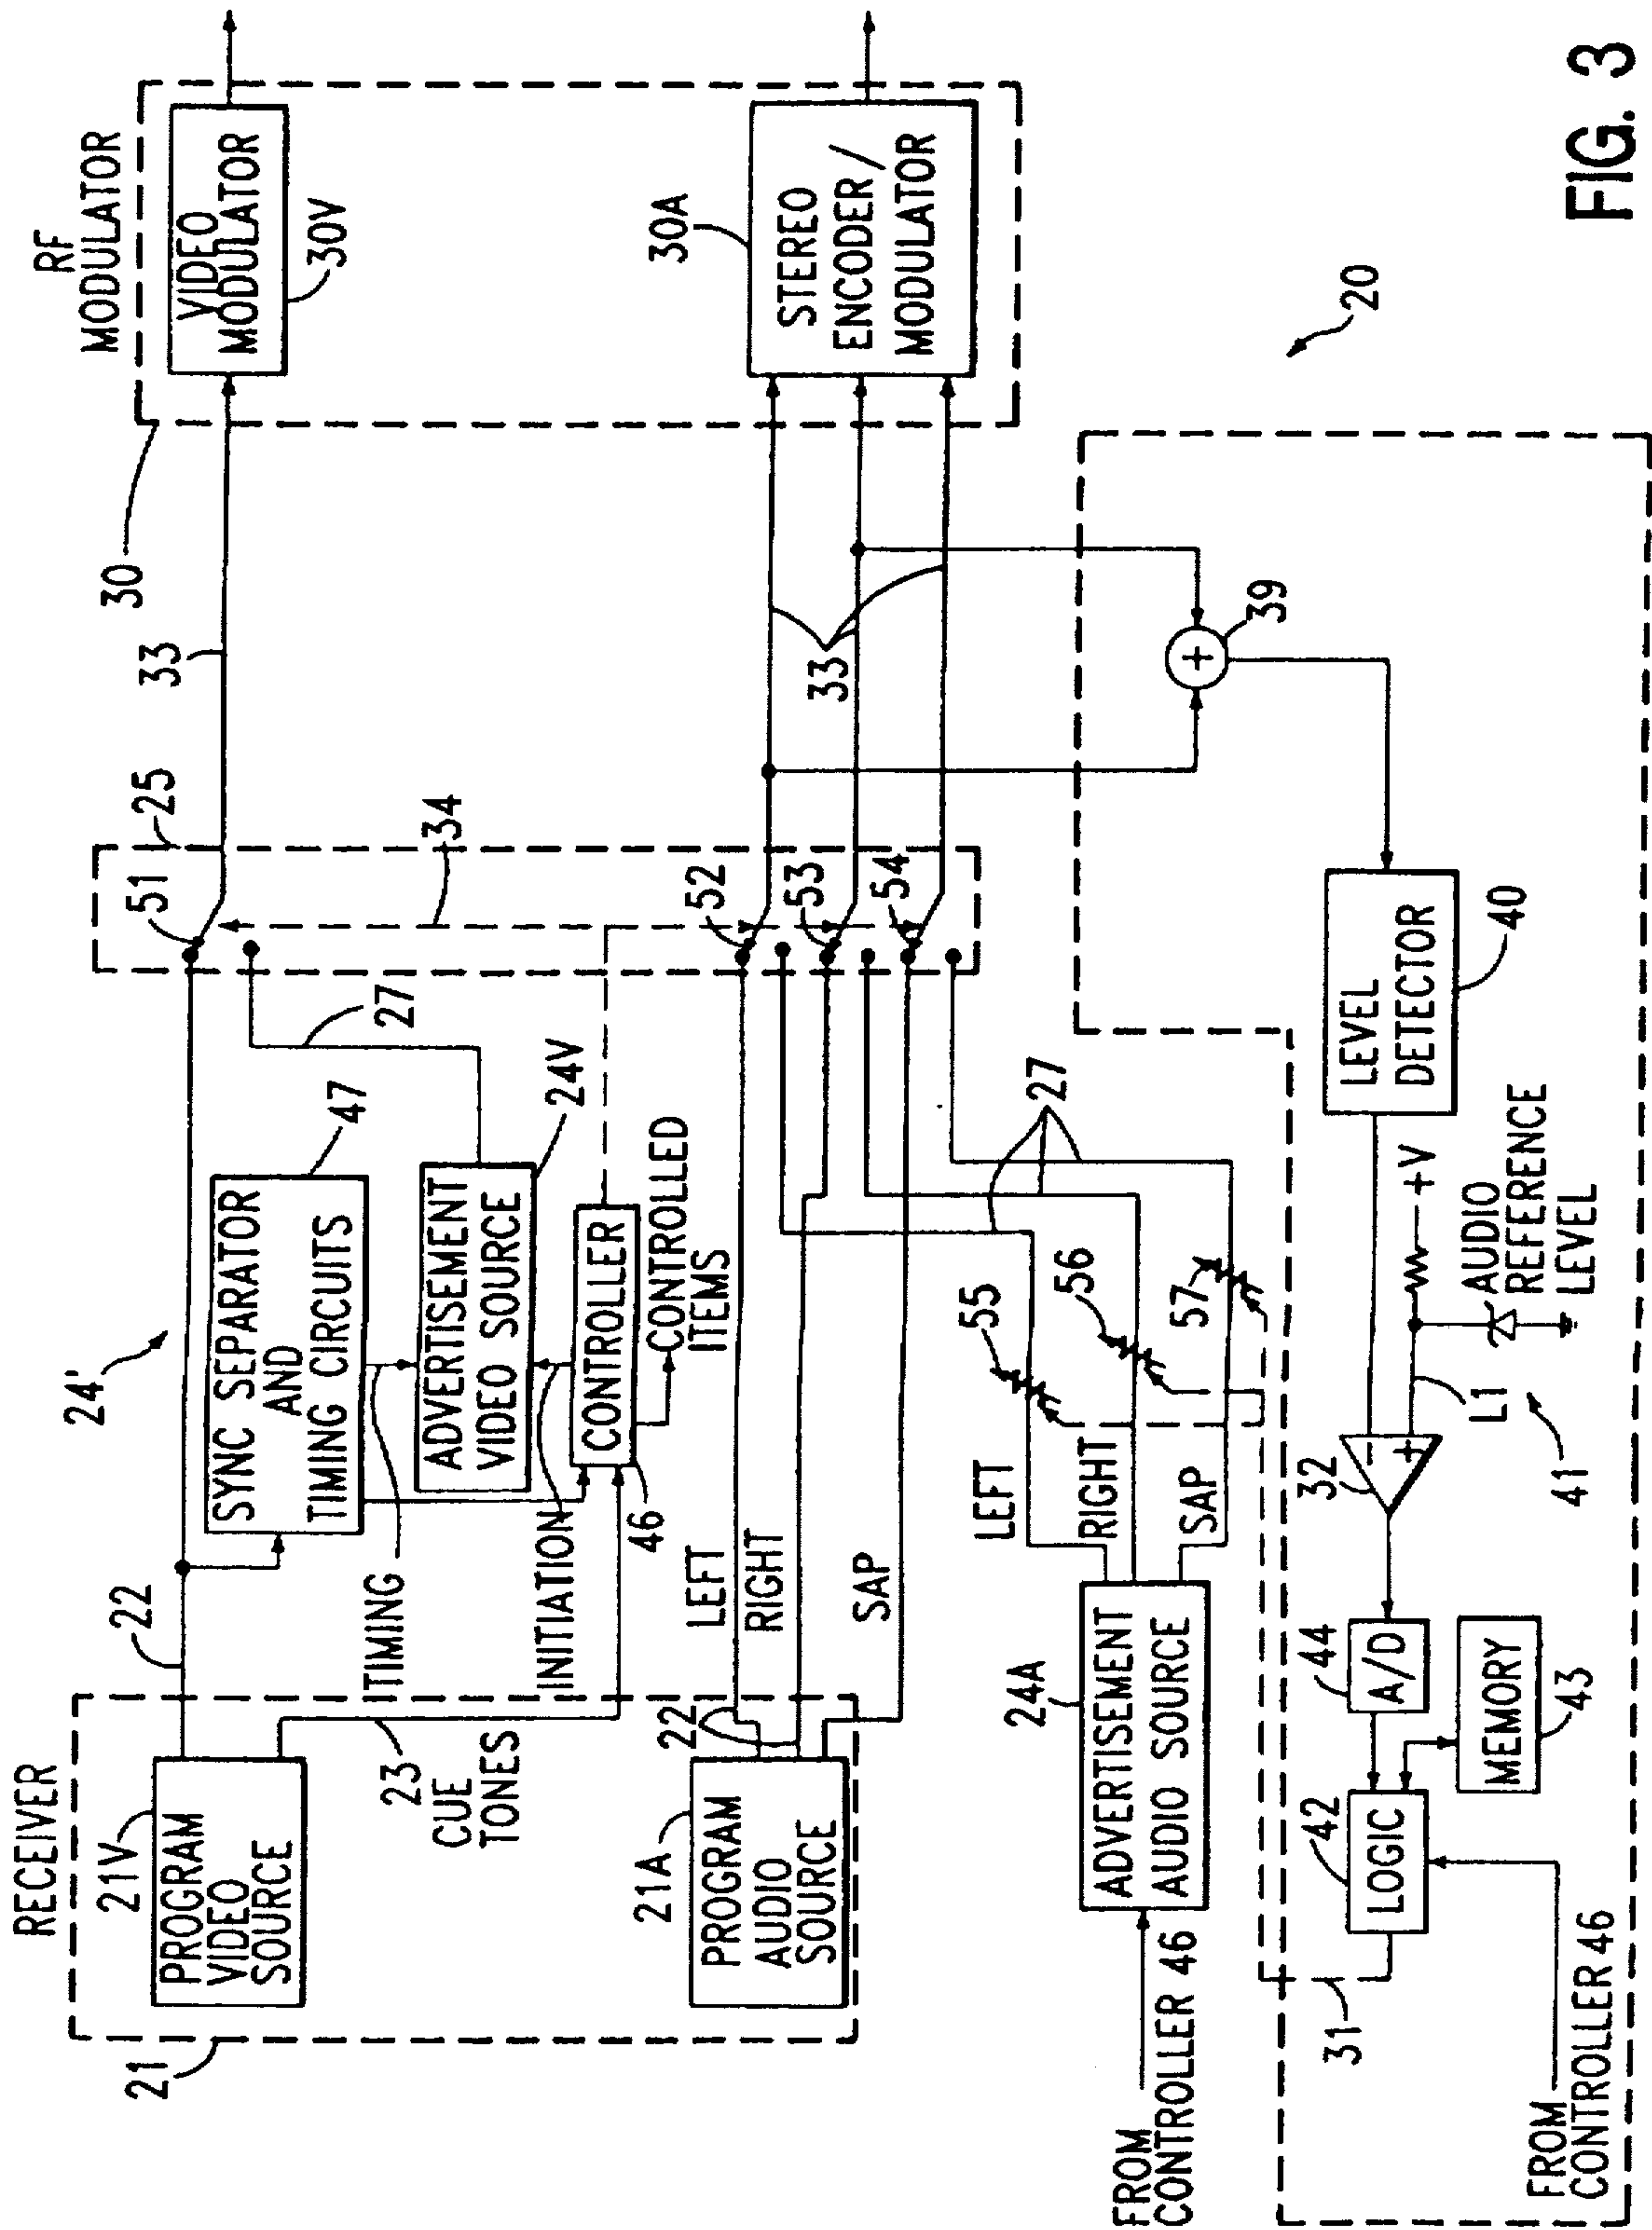 RECEIVER
21
21V
PROGRAM
VIDEO
SOURCE
22
23
CUE
TONES
21A
PROGRAM
AUDIO
SOURCE
22
24'
SYNC SEPARATOR
AND
TIMING CIRCUITS
47
TIMING
ADVERTISEMENT
VIDEO SOURCE
24V
INITIATION
CONTROLLER
46
CONTROLLED
ITEMS
27
LEFT
RIGHT
SAP
25
51
34
52
53
54
33
33
RF
MODULATOR
30
VIDEO
MODULATOR
30V
30A
STEREO
ENCODER/
MODULATOR
24A
ADVERTISEMENT
AUDIO SOURCE
FROM
CONTROLLER 46
LEFT
RIGHT
SAP
55
56
57
27
39
+
20
LEVEL
DETECTOR
40
+V
AUDIO
REFERENCE
LEVEL
L1
41
32
−
+
44
A/D
42
LOGIC
MEMORY
43
31
FROM
CONTROLLER 46
FIG. 3